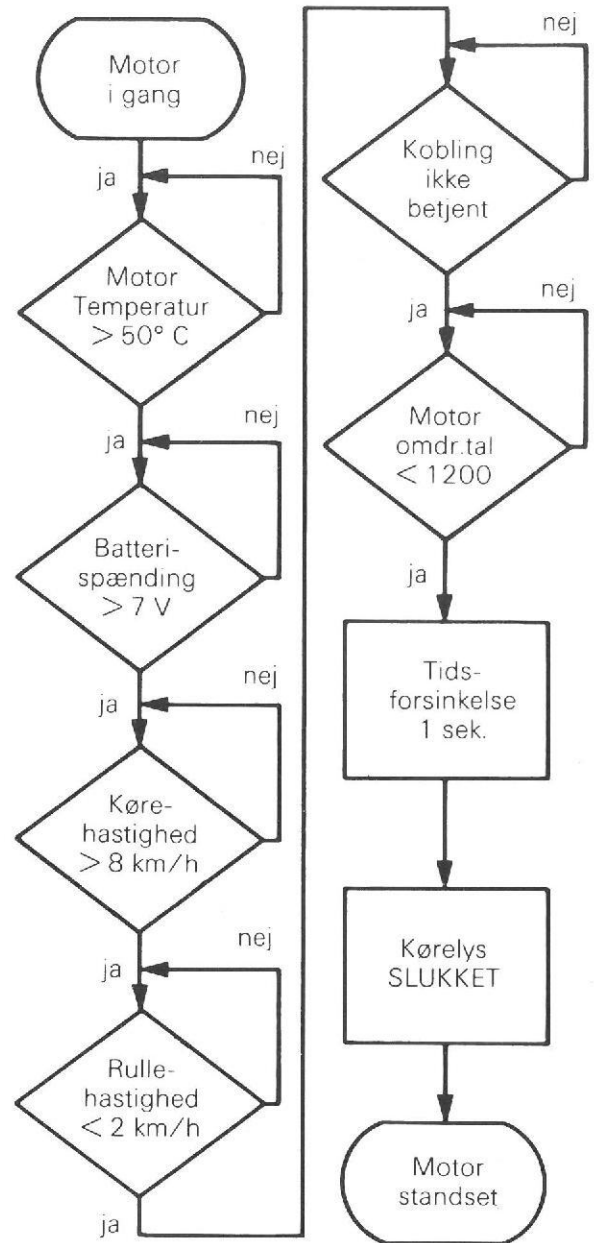 Motor
i gang
nej
ja
Motor
Temperatur
> 50° C
nej
ja
Batteri-
spænding
> 7 V
nej
ja
Køre-
hastighed
> 8 km/h
nej
ja
Rulle-
hastighed
< 2 km/h
ja
nej
Kobling
ikke
betjent
nej
ja
Motor
omdr.tal
< 1200
ja
Tids-
forsinkelse
1 sek.
Kørelys
SLUKKET
Motor
standset